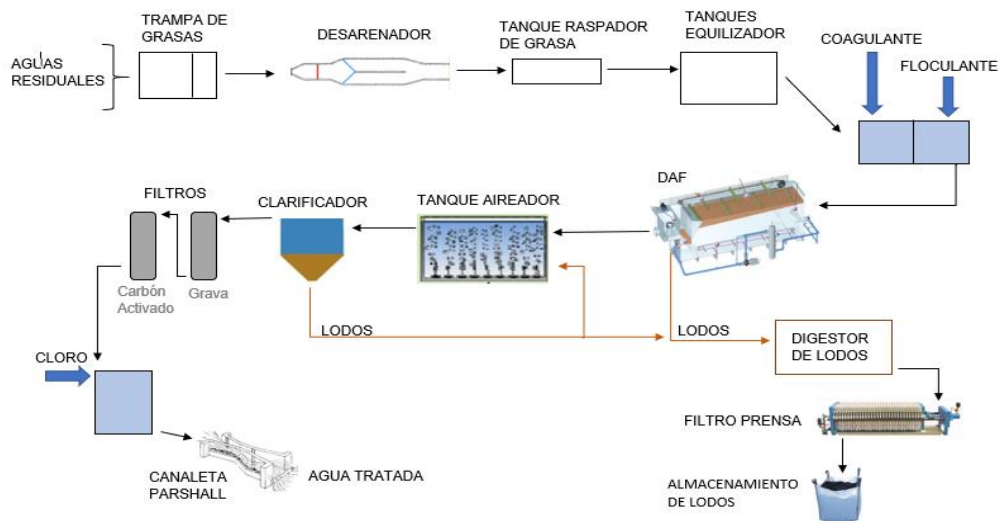 TRAMPA DE
GRASAS
DESARENADOR
TANQUE RASPADOR
DE GRASA
TANQUES
EQUILIZADOR
COAGULANTE
FLOCULANTE
AGUAS
RESIDUALES
DAF
FILTROS
CLARIFICADOR
TANQUE AIREADOR
Carbón
Activado
Grava
LODOS
LODOS
DIGESTOR
DE LODOS
CLORO
FILTRO PRENSA
CANALETA
PARSHALL
AGUA TRATADA
ALMACENAMIENTO
DE LODOS